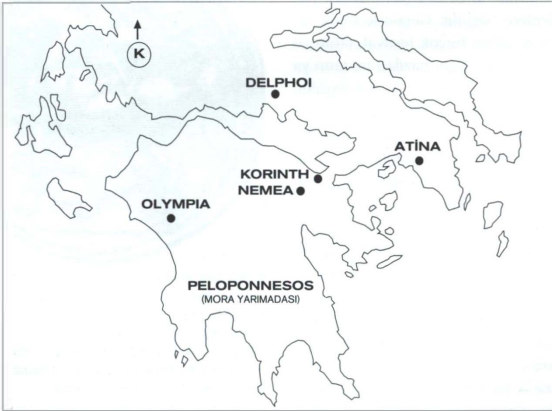 K
DELPHOI
ATİNA
KORINTH
NEMEA
OLYMPIA
PELOPONNESOS
(MORA YARIMADASI)